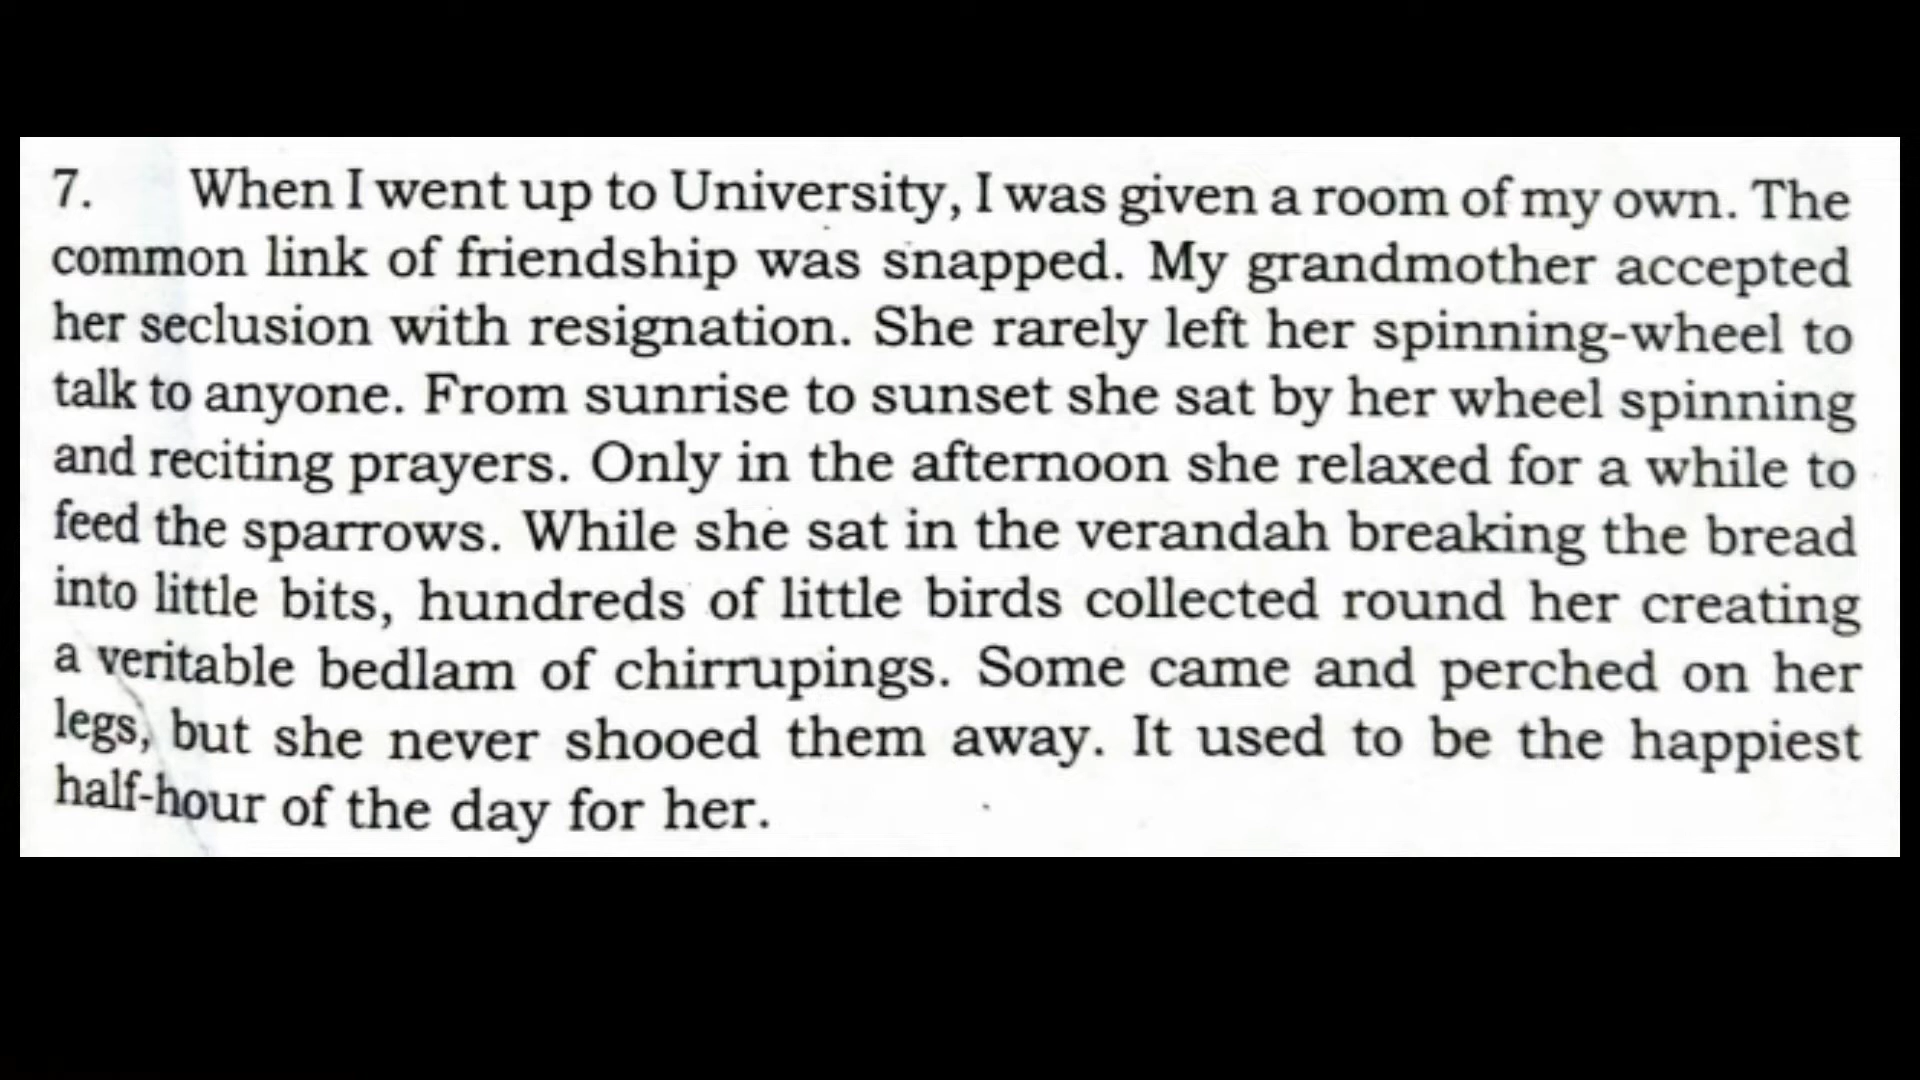 7. When I went up to University, I was given a room of my own. The
common link of friendship was snapped. My grandmother accepted
her seclusion with resignation. She rarely left her spinning-wheel to
talk to anyone. From sunrise to sunset she sat by her wheel spinning
and reciting prayers. Only in the afternoon she relaxed for a while to
feed the sparrows. While she sat in the verandah breaking the bread
into little bits, hundreds of little birds collected round her creating
a veritable bedlam of chirrupings. Some came and perched on her
legs, but she never shooed them away. It used to be the happiest
half-hour of the day for her.